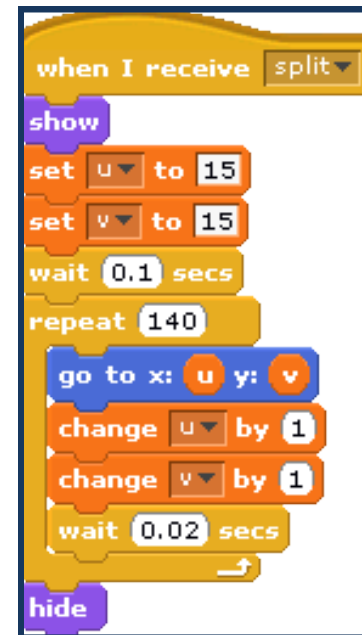 when I receive split
show
set u to 15
set v to 15
wait 0.1 secs
repeat 140
go to x: u y: v
change u by 1
change v by 1
wait 0.02 secs
hide